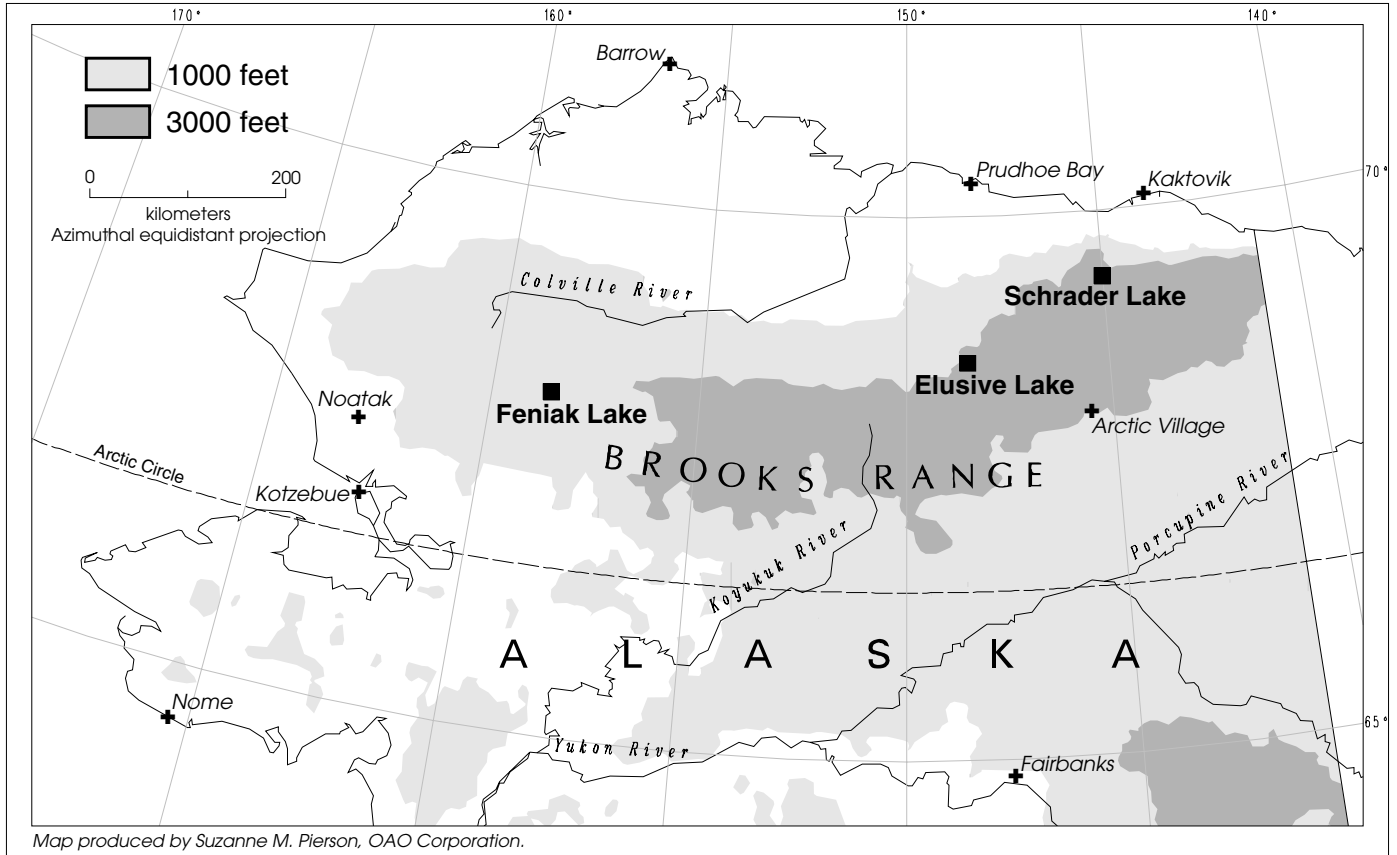 170°
160°
150°
140°
Barrow
1000 feet
3000 feet
0 200
kilometers
Azimuthal equidistant projection
Prudhoe Bay
Kaktovik
70°
Colville River
Schrader Lake
Elusive Lake
Noatak
Feniak Lake
Arctic Village
Arctic Circle
BROOKS RANGE
Kotzebue
Porcupine River
Koyukuk River
ALASKA
Nome
65°
Yukon River
Fairbanks
Map produced by Suzanne M. Pierson, OAO Corporation.